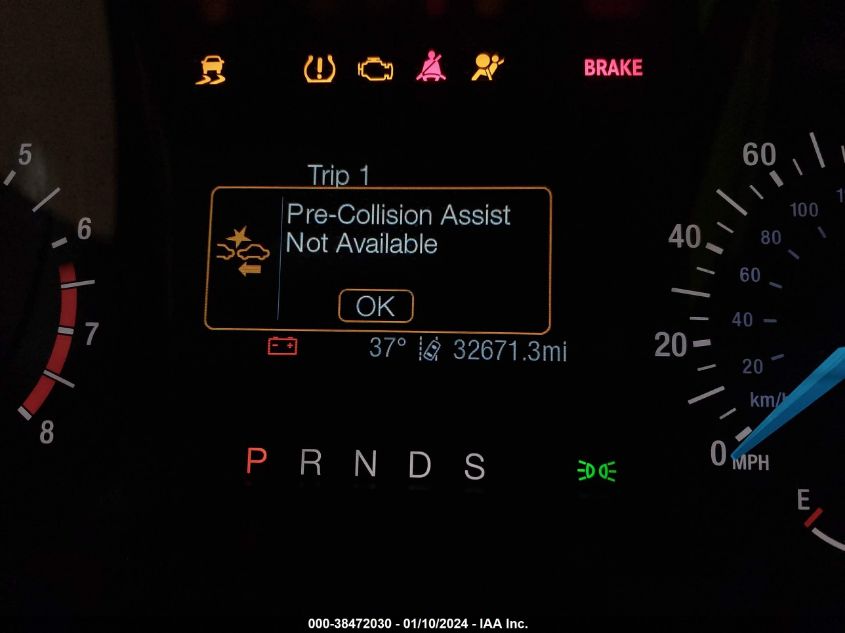 BRAKE
Trip 1
Pre-Collision Assist
Not Available
OK
37° 32671.3mi
P R N D S
5
6
7
8
60
40
20
0
MPH
100
80
60
40
20
km/
E
000-38472030 - 01/10/2024 - IAA Inc.